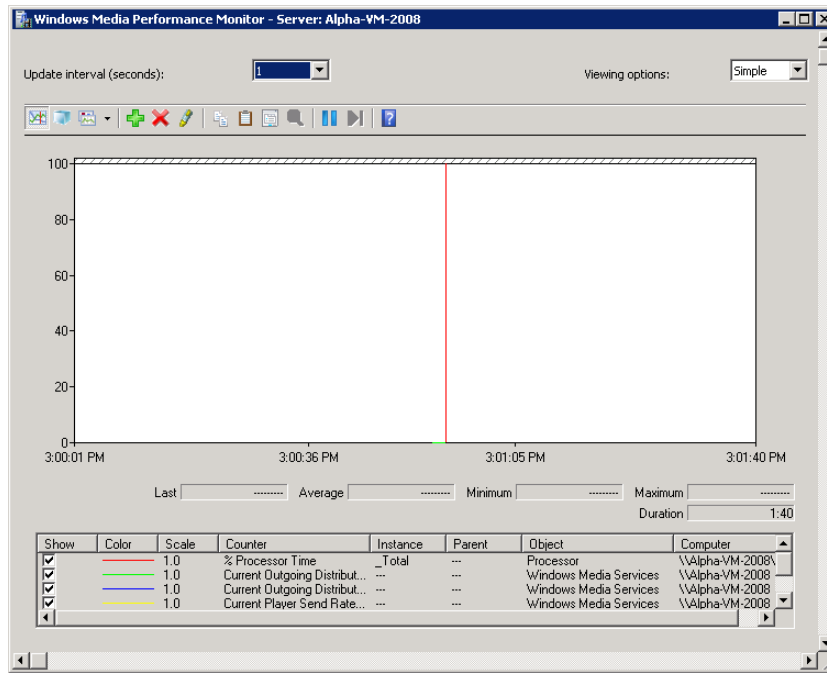 Windows Media Performance Monitor - Server: Alpha-VM-2008
Update interval (seconds): 1 Viewing options: Simple
100
80
60
40
20
0
3:00:01 PM 3:00:36 PM 3:01:05 PM 3:01:40 PM
Last --------- Average --------- Minimum --------- Maximum ---------
Duration 1:40
Show Color Scale Counter Instance Parent Object Computer
1.0 % Processor Time _Total --- Processor \\Alpha-VM-2008\
1.0 Current Outgoing Distribut... --- --- Windows Media Services \\Alpha-VM-2008
1.0 Current Outgoing Distribut... --- --- Windows Media Services \\Alpha-VM-2008
1.0 Current Player Send Rate... --- --- Windows Media Services \\Alpha-VM-2008